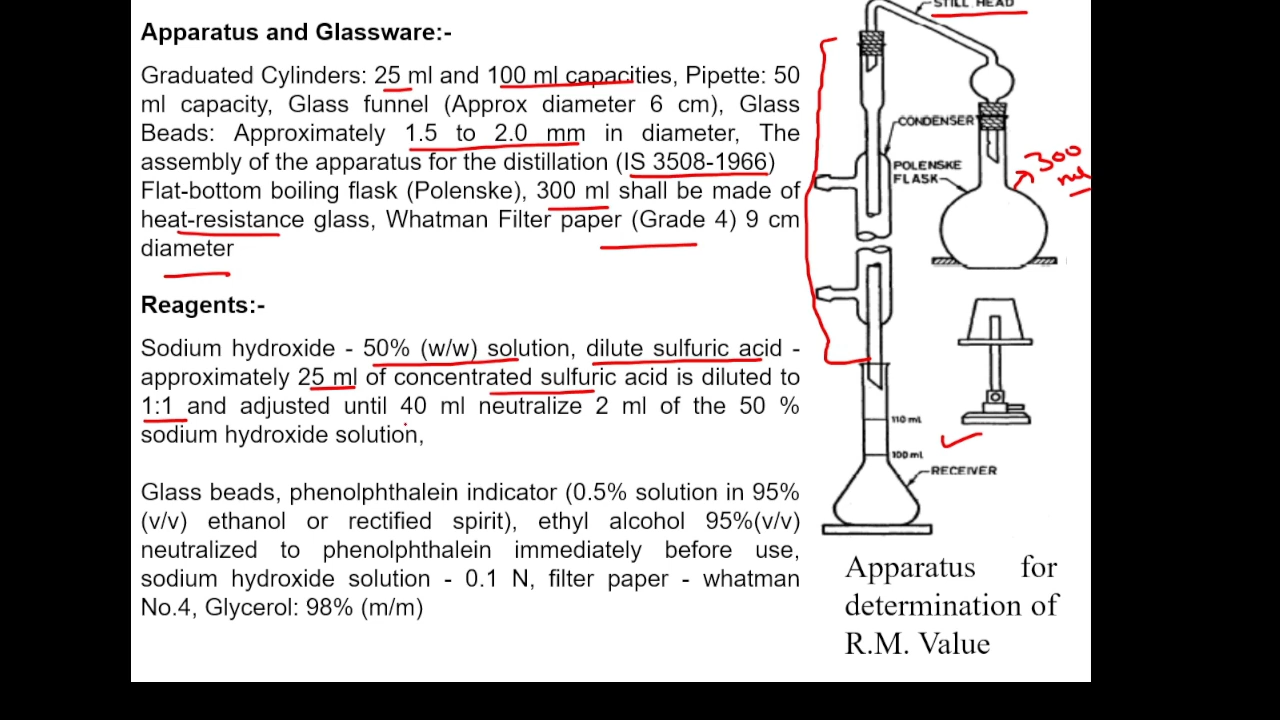 Apparatus and Glassware:-
Graduated Cylinders: 25 ml and 100 ml capacities, Pipette: 50
ml capacity, Glass funnel (Approx diameter 6 cm), Glass
Beads: Approximately 1.5 to 2.0 mm in diameter, The
assembly of the apparatus for the distillation (IS 3508-1966)
Flat-bottom boiling flask (Polenske), 300 ml shall be made of
heat-resistance glass, Whatman Filter paper (Grade 4) 9 cm
diameter
Reagents:-
Sodium hydroxide - 50% (w/w) solution, dilute sulfuric acid -
approximately 25 ml of concentrated sulfuric acid is diluted to
1:1 and adjusted until 40 ml neutralize 2 ml of the 50 %
sodium hydroxide solution,
Glass beads, phenolphthalein indicator (0.5% solution in 95%
(v/v) ethanol or rectified spirit), ethyl alcohol 95%(v/v)
neutralized to phenolphthalein immediately before use,
sodium hydroxide solution - 0.1 N, filter paper - whatman
No.4, Glycerol: 98% (m/m)
STILL HEAD
CONDENSER
POLENSKE
FLASK
300
ml
110 ml
100 ml
RECEIVER
Apparatus for
determination of
R.M. Value